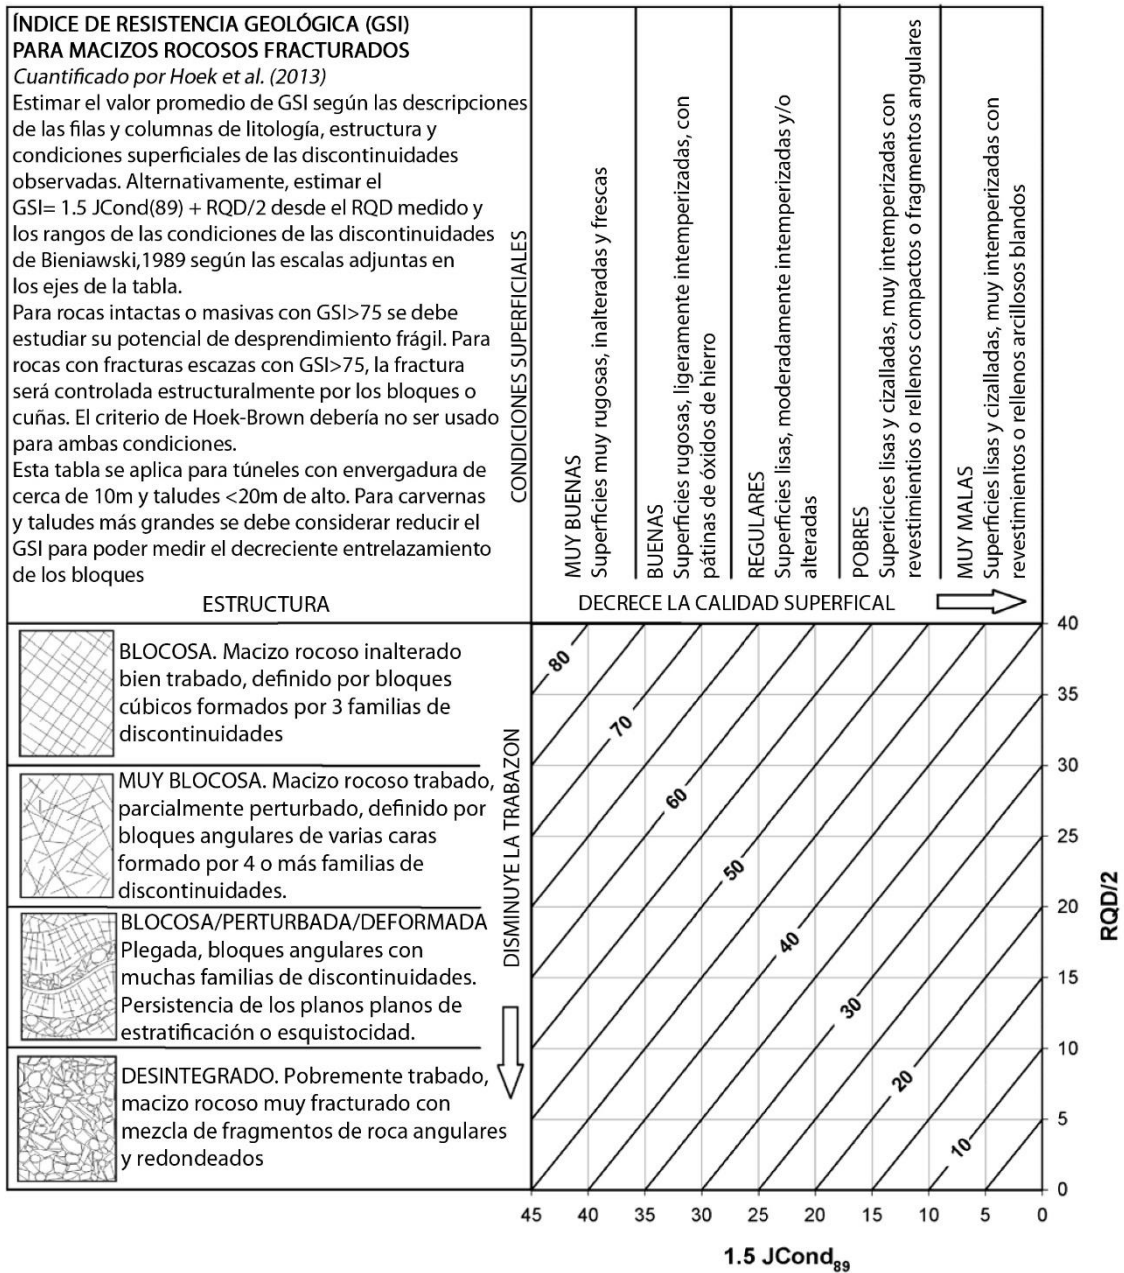 ÍNDICE DE RESISTENCIA GEOLÓGICA (GSI)
PARA MACIZOS ROCOSOS FRACTURADOS
Cuantificado por Hoek et al. (2013)
Estimar el valor promedio de GSI según las descripciones
de las filas y columnas de litología, estructura y
condiciones superficiales de las discontinuidades
observadas. Alternativamente, estimar el
GSI= 1.5 JCond(89) + RQD/2 desde el RQD medido y
los rangos de las condiciones de las discontinuidades
de Bieniawski,1989 según las escalas adjuntas en
los ejes de la tabla.
Para rocas intactas o masivas con GSI>75 se debe
estudiar su potencial de desprendimiento frágil. Para
rocas con fracturas escazas con GSI>75, la fractura
será controlada estructuralmente por los bloques o
cuñas. El criterio de Hoek-Brown debería no ser usado
para ambas condiciones.
Esta tabla se aplica para túneles con envergadura de
cerca de 10m y taludes <20m de alto. Para carvernas
y taludes más grandes se debe considerar reducir el
GSI para poder medir el decreciente entrelazamiento
de los bloques
CONDICIONES SUPERFICIALES
MUY BUENAS
Superficies muy rugosas, inalteradas y frescas
BUENAS
Superficies rugosas, ligeramente intemperizadas, con
pátinas de óxidos de hierro
REGULARES
Superficies lisas, moderadamente intemperizadas y/o
alteradas
POBRES
Supericices lisas y cizalladas, muy intemperizadas con
revestimientios o rellenos compactos o fragmentos angulares
MUY MALAS
Superficies lisas y cizalladas, muy intemperizadas con
revestimientos o rellenos arcillosos blandos
ESTRUCTURA
DECRECE LA CALIDAD SUPERFICAL
BLOCOSA. Macizo rocoso inalterado
bien trabado, definido por bloques
cúbicos formados por 3 familias de
discontinuidades
MUY BLOCOSA. Macizo rocoso trabado,
parcialmente perturbado, definido por
bloques angulares de varias caras
formado por 4 o más familias de
discontinuidades.
BLOCOSA/PERTURBADA/DEFORMADA
Plegada, bloques angulares con
muchas familias de discontinuidades.
Persistencia de los planos planos de
estratificación o esquistocidad.
DESINTEGRADO. Pobremente trabado,
macizo rocoso muy fracturado con
mezcla de fragmentos de roca angulares
y redondeados
DISMINUYE LA TRABAZON
80
70
60
50
40
30
20
10
40
35
30
25
20
15
10
5
0
RQD/2
45 40 35 30 25 20 15 10 5 0
1.5 JCond89